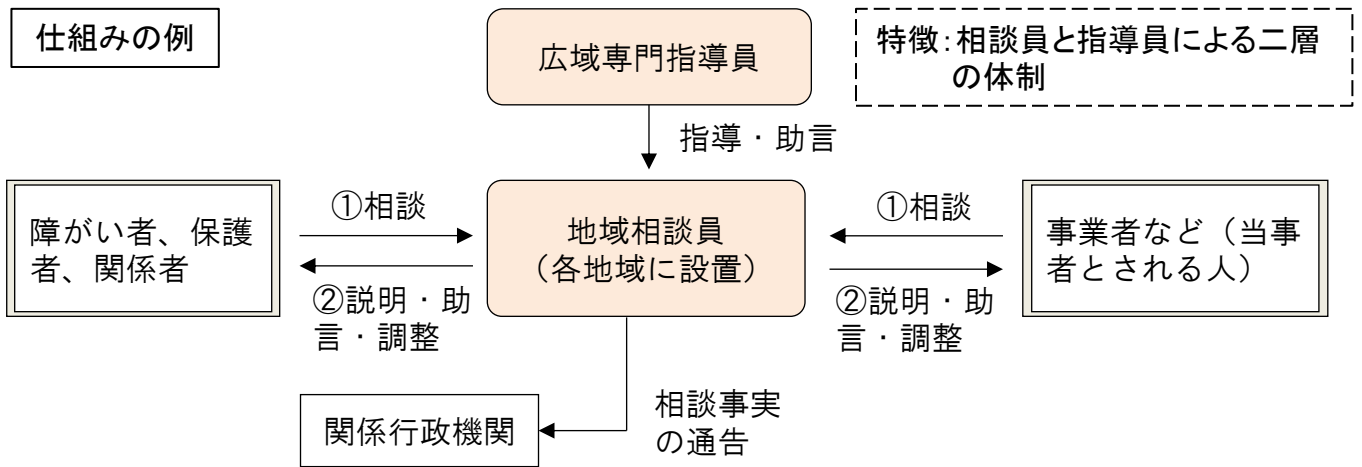 仕組みの例
広域専門指導員
特徴：相談員と指導員による二層
の体制
指導・助言
障がい者、保護
者、関係者
①相談
②説明・助
言・調整
地域相談員
（各地域に設置）
①相談
②説明・助
言・調整
事業者など（当事
者とされる人）
相談事実
の通告
関係行政機関